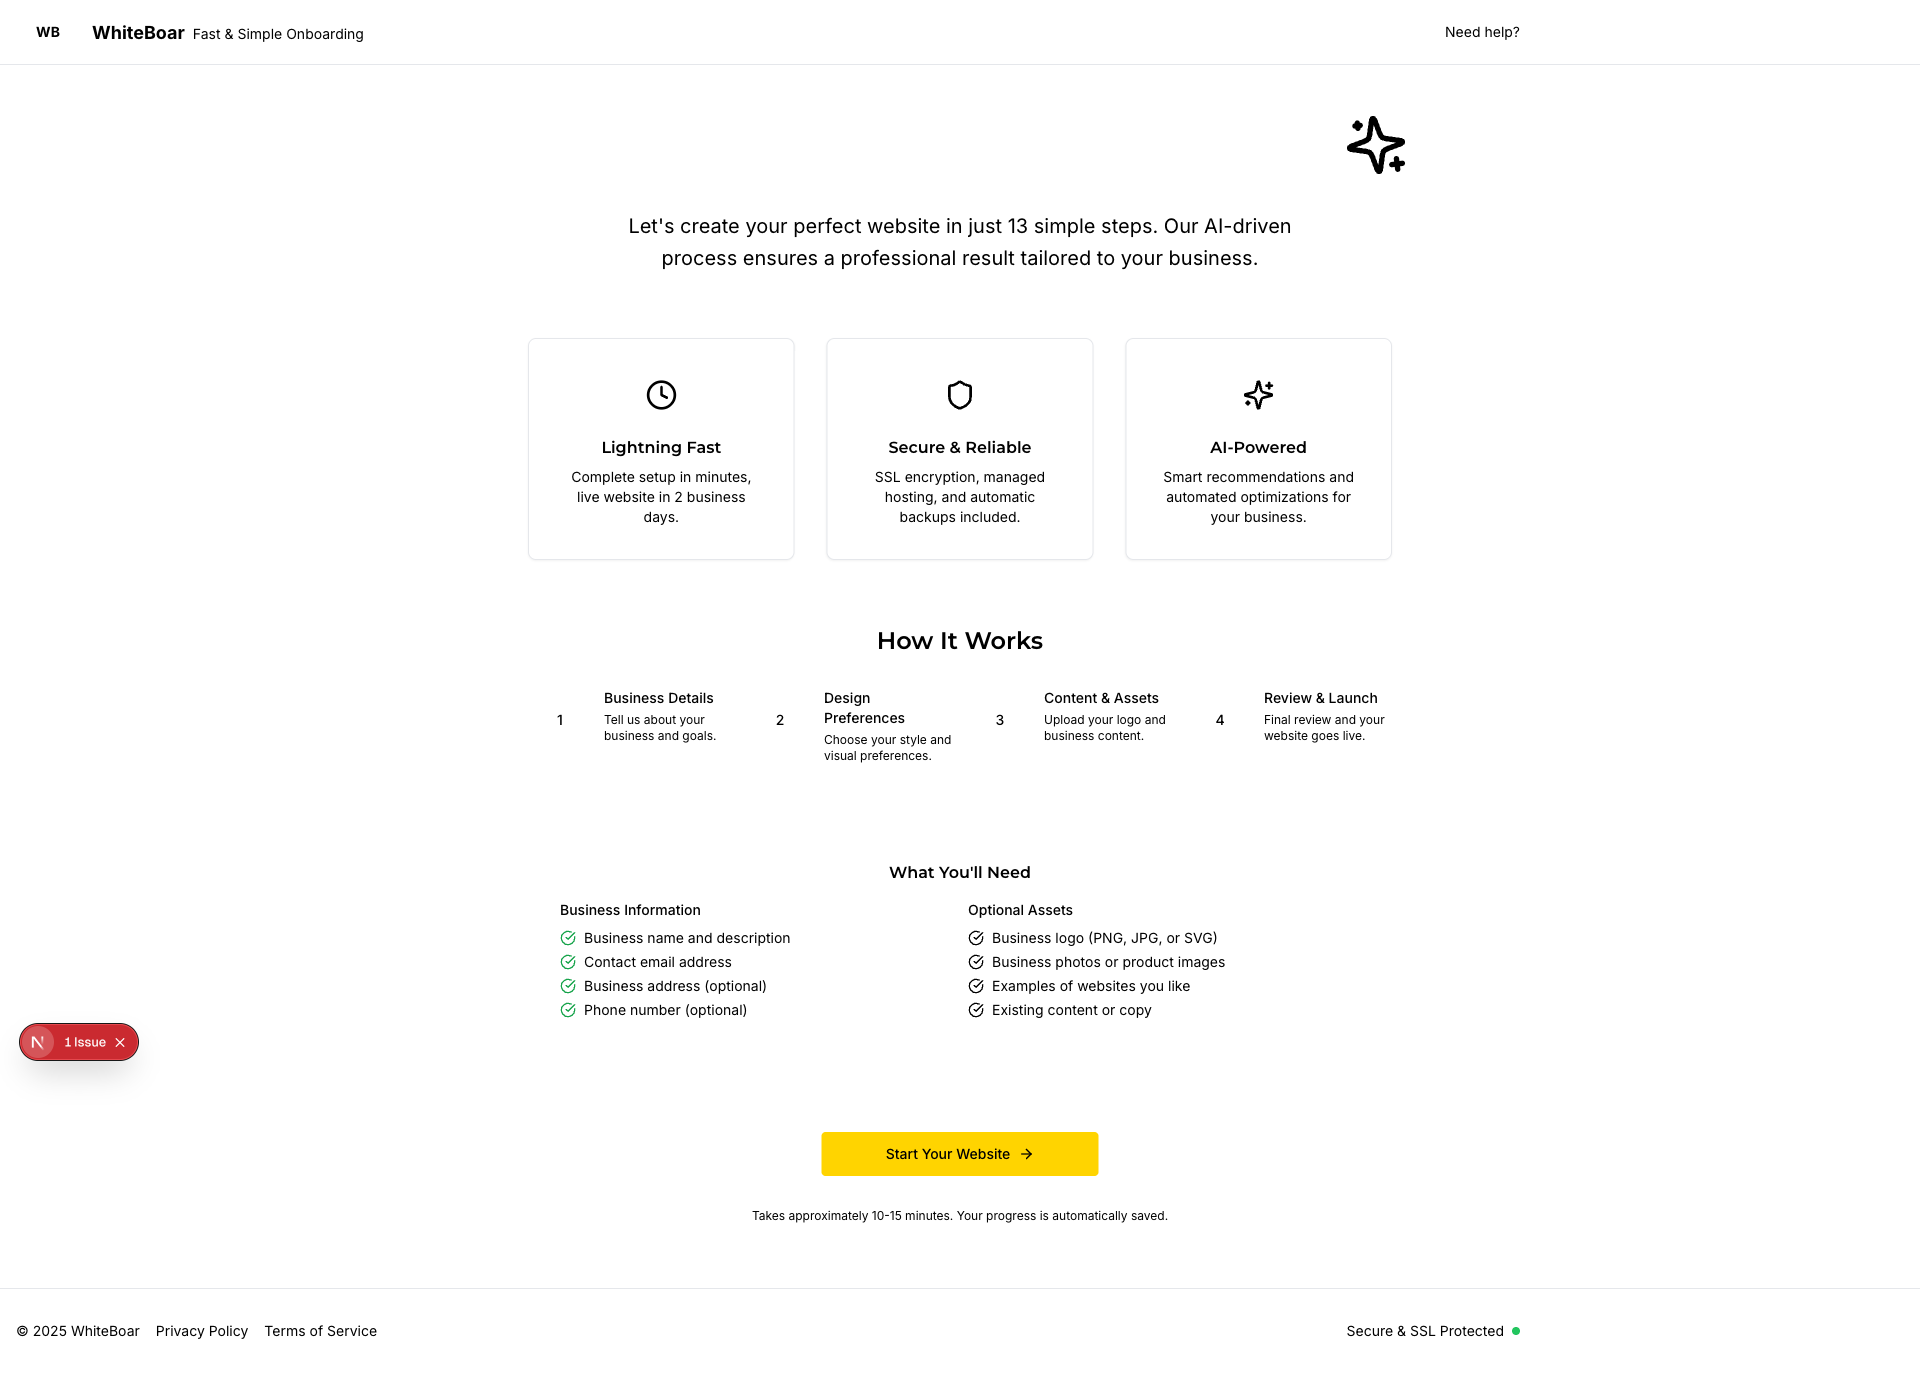 WB
WhiteBoar Fast & Simple Onboarding
Need help?
Let's create your perfect website in just 13 simple steps. Our AI-driven
process ensures a professional result tailored to your business.
Lightning Fast
Complete setup in minutes,
live website in 2 business
days.
Secure & Reliable
SSL encryption, managed
hosting, and automatic
backups included.
AI-Powered
Smart recommendations and
automated optimizations for
your business.
How It Works
1
Business Details
Tell us about your
business and goals.
2
Design
Preferences
Choose your style and
visual preferences.
3
Content & Assets
Upload your logo and
business content.
4
Review & Launch
Final review and your
website goes live.
What You'll Need
Business Information
Business name and description
Contact email address
Business address (optional)
Phone number (optional)
Optional Assets
Business logo (PNG, JPG, or SVG)
Business photos or product images
Examples of websites you like
Existing content or copy
N 1 Issue
Start Your Website
Takes approximately 10-15 minutes. Your progress is automatically saved.
© 2025 WhiteBoar Privacy Policy Terms of Service
Secure & SSL Protected